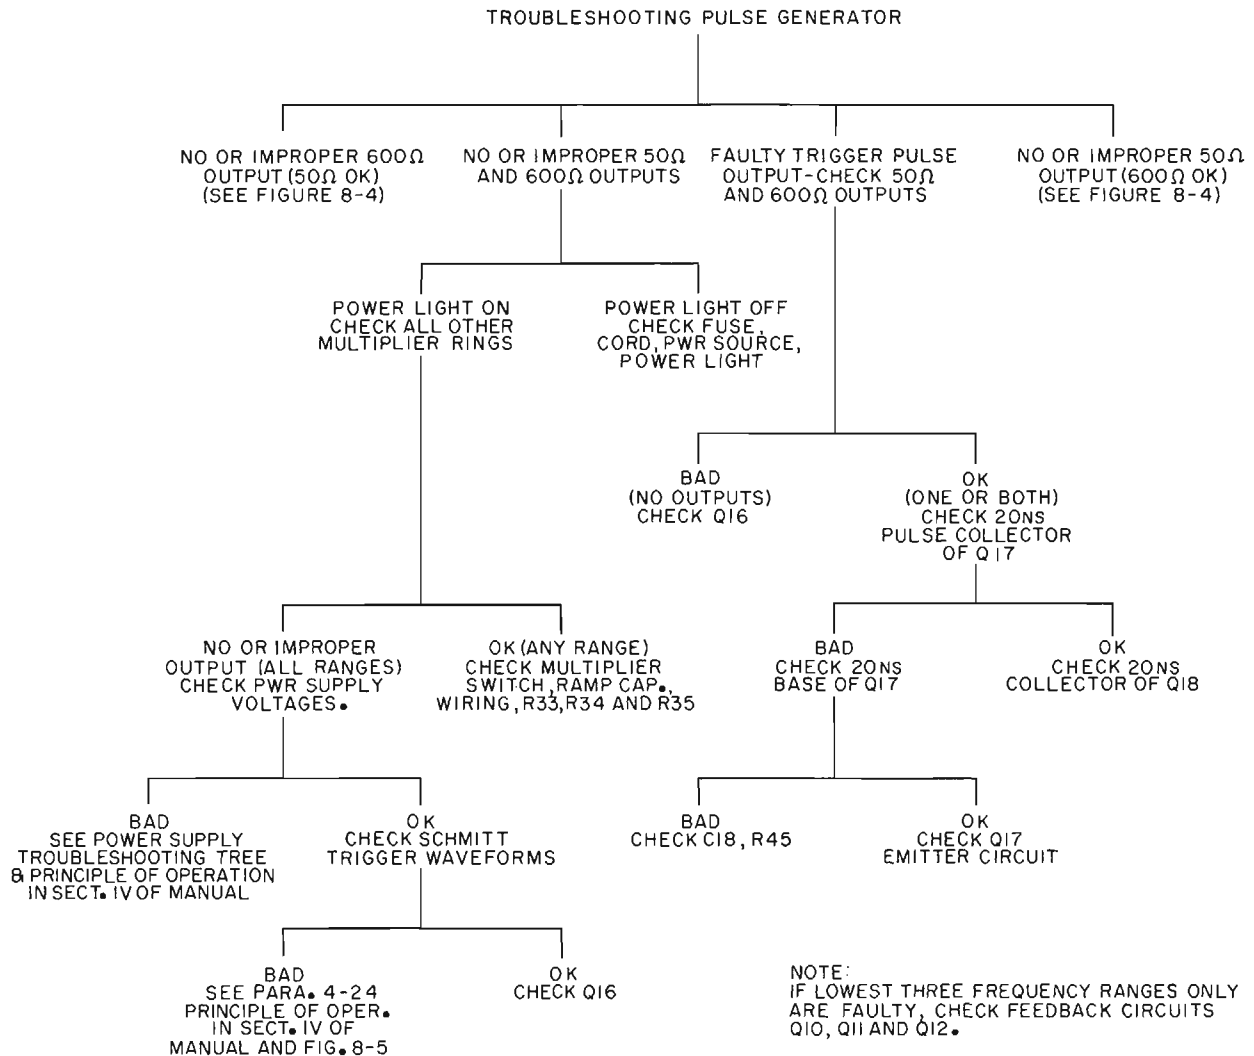 TROUBLESHOOTING PULSE GENERATOR
NO OR IMPROPER 600Ω
OUTPUT (50Ω OK)
(SEE FIGURE 8-4)
NO OR IMPROPER 50Ω
AND 600Ω OUTPUTS
FAULTY TRIGGER PULSE
OUTPUT-CHECK 50Ω
AND 600Ω OUTPUTS
NO OR IMPROPER 50Ω
OUTPUT (600Ω OK)
(SEE FIGURE 8-4)
POWER LIGHT ON
CHECK ALL OTHER
MULTIPLIER RINGS
POWER LIGHT OFF
CHECK FUSE,
CORD, PWR SOURCE,
POWER LIGHT
BAD
(NO OUTPUTS)
CHECK Q16
OK
(ONE OR BOTH)
CHECK 20NS
PULSE COLLECTOR
OF Q17
NO OR IMPROPER
OUTPUT (ALL RANGES)
CHECK PWR SUPPLY
VOLTAGES.
OK (ANY RANGE)
CHECK MULTIPLIER
SWITCH, RAMP CAP.,
WIRING, R33, R34 AND R35
BAD
CHECK 20NS
BASE OF Q17
OK
CHECK 20NS
COLLECTOR OF Q18
BAD
SEE POWER SUPPLY
TROUBLESHOOTING TREE
& PRINCIPLE OF OPERATION
IN SECT. IV OF MANUAL
OK
CHECK SCHMITT
TRIGGER WAVEFORMS
BAD
CHECK C18, R45
OK
CHECK Q17
EMITTER CIRCUIT
BAD
SEE PARA. 4-24
PRINCIPLE OF OPER.
IN SECT. IV OF
MANUAL AND FIG. 8-5
OK
CHECK Q16
NOTE:
IF LOWEST THREE FREQUENCY RANGES ONLY
ARE FAULTY, CHECK FEEDBACK CIRCUITS
Q10, Q11 AND Q12.